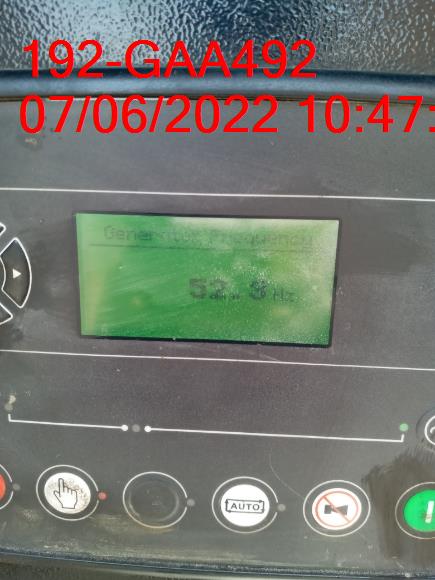 192-GAA492
07/06/2022 10:47:
Generator Frequency
52.3 Hz
AUTO